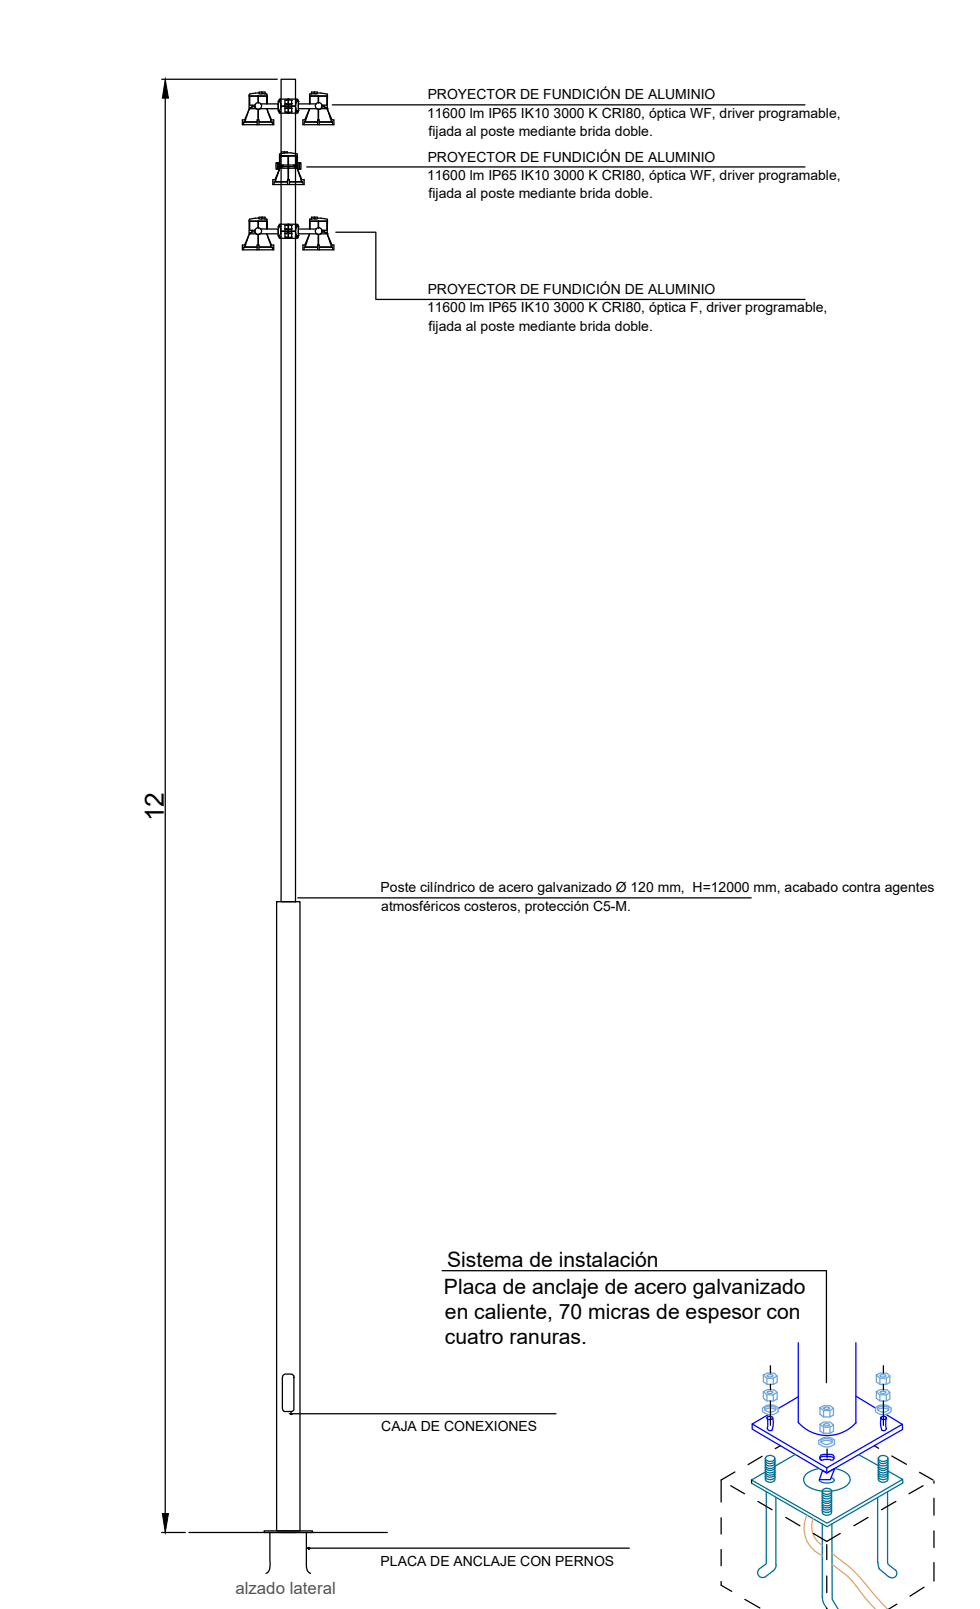 PROYECTOR DE FUNDICIÓN DE ALUMINIO
11600 lm IP65 IK10 3000 K CRI80, óptica WF, driver programable,
fijada al poste mediante brida doble.
PROYECTOR DE FUNDICIÓN DE ALUMINIO
11600 lm IP65 IK10 3000 K CRI80, óptica WF, driver programable,
fijada al poste mediante brida doble.
PROYECTOR DE FUNDICIÓN DE ALUMINIO
11600 lm IP65 IK10 3000 K CRI80, óptica F, driver programable,
fijada al poste mediante brida doble.
12
Poste cilíndrico de acero galvanizado Ø 120 mm, H=12000 mm, acabado contra agentes
atmosféricos costeros, protección C5-M.
Sistema de instalación
Placa de anclaje de acero galvanizado
en caliente, 70 micras de espesor con
cuatro ranuras.
CAJA DE CONEXIONES
PLACA DE ANCLAJE CON PERNOS
alzado lateral